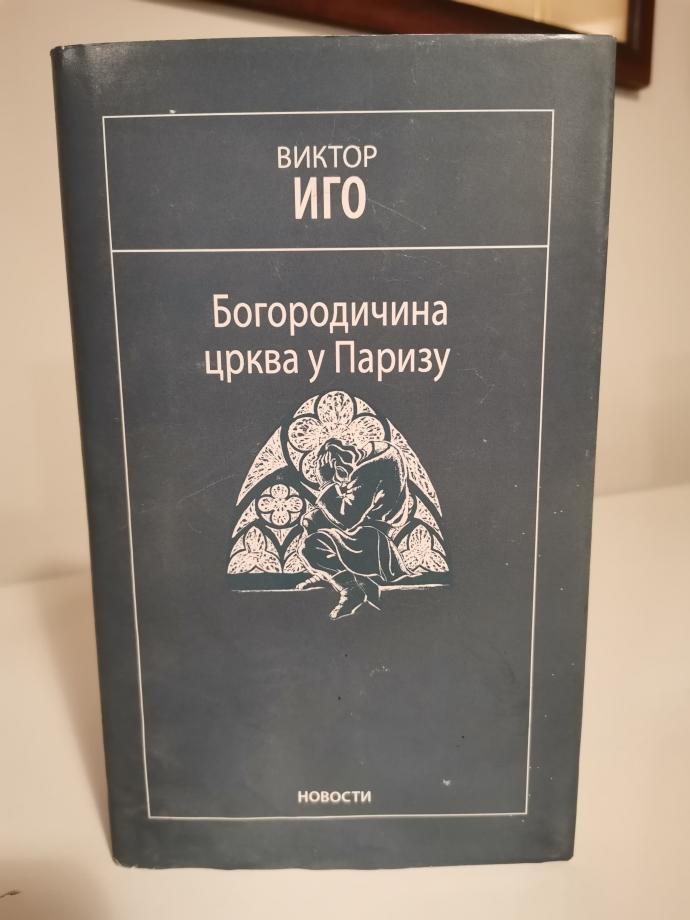 ВИКТОР
ИГО
Богородичина
црква у Паризу
НОВОСТИ